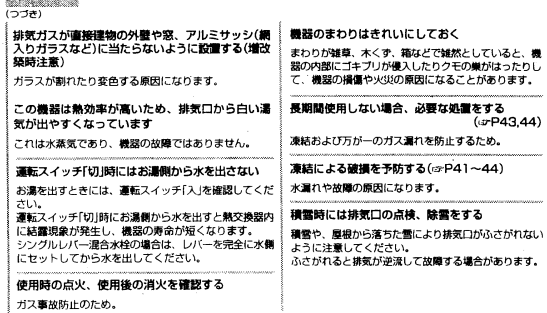 (つづき)
排気ガスが直接建物の外壁や窓、アルミサッシ(網
入りガラスなど)に当たらないように設置する(増改
築時注意)
ガラスが割れたり変色する原因になります。
この機器は熱効率が高いため、排気口から白い湯
気が出やすくなっています
これは水蒸気であり、機器の故障ではありません。
運転スイッチ「切」時にはお湯側から水を出さない
お湯を出すときには、運転スイッチ「入」を確認してくだ
さい。
運転スイッチ「切」時にお湯側から水を出すと熱交換器内
に結露現象が発生し、機器の寿命が短くなります。
シングルレバー混合水栓の場合は、レバーを完全に水側
にセットしてから水を出してください。
使用時の点火、使用後の消火を確認する
ガス事故防止のため。
機器のまわりはきれいにしておく
まわりが雑草、木くず、箱などで雑然としていると、機
器の内部にゴキブリが侵入したりクモの巣がはったりし
て、機器の損傷や火災の原因になることがあります。
長期間使用しない場合、必要な処置をする
(☞P43,44)
凍結および万が一のガス漏れを防止するため。
凍結による破損を予防する(☞P41~44)
水漏れや故障の原因になります。
積雪時には排気口の点検、除雪をする
積雪や、屋根から落ちた雪により排気口がふさがれない
ように注意してください。
ふさがれると排気が逆流して故障する場合があります。